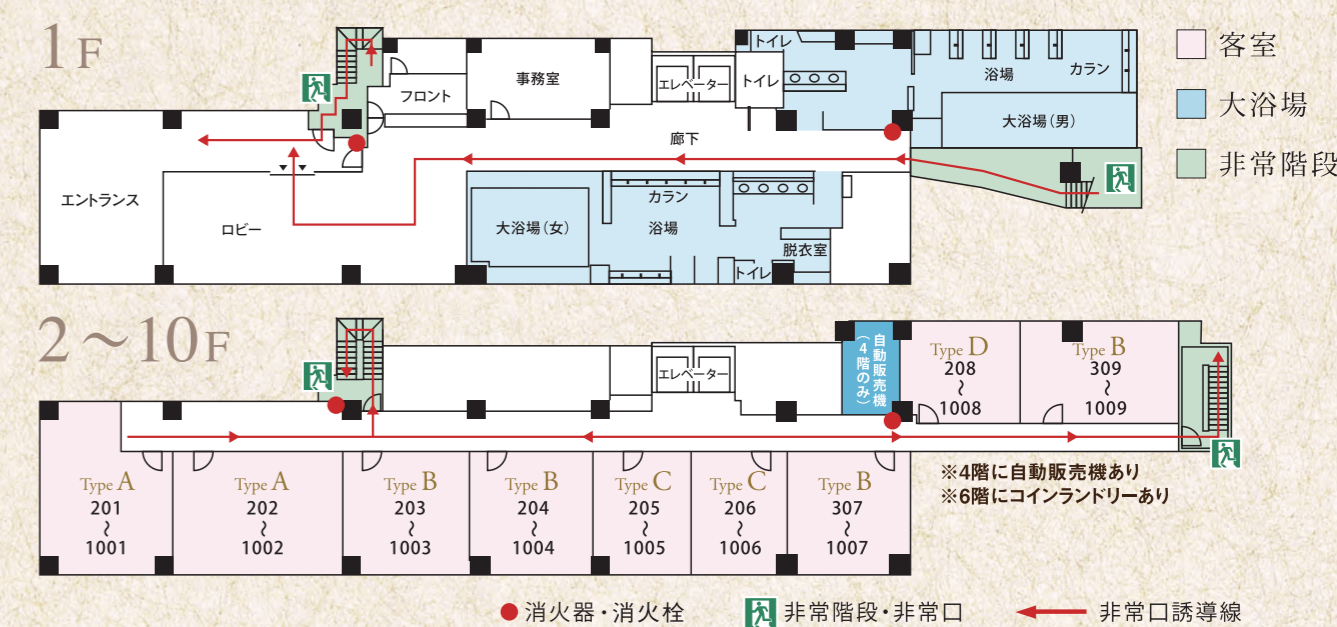 1F
トイレ
エレベーター
トイレ
事務室
フロント
浴場
カラン
大浴場(男)
廊下
エントランス
ロビー
大浴場(女)
カラン
浴場
脱衣室
トイレ
客室
大浴場
非常階段
2～10F
エレベーター
自動販売機
(4階のみ)
Type D
208
〜
1008
Type B
309
〜
1009
Type A
201
〜
1001
Type A
202
〜
1002
Type B
203
〜
1003
Type B
204
〜
1004
Type C
205
〜
1005
Type C
206
〜
1006
Type B
307
〜
1007
※4階に自動販売機あり
※6階にコインランドリーあり
消火器・消火栓
非常階段・非常口
非常口誘導線